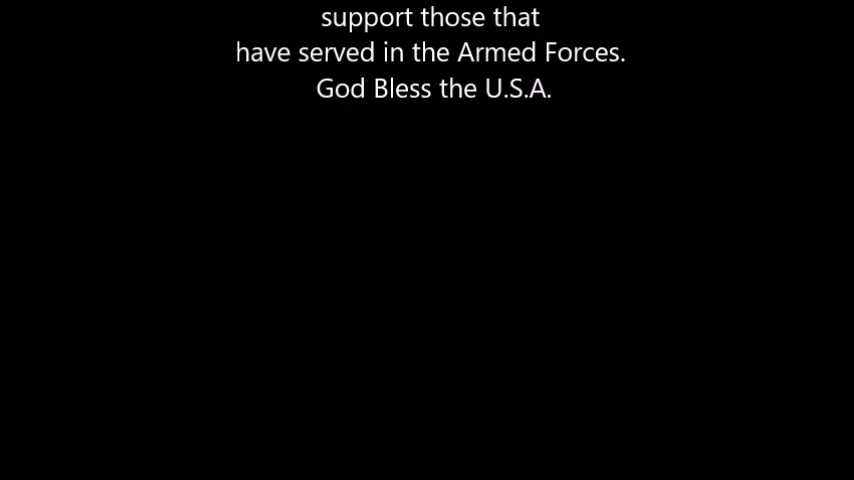 support those that
have served in the Armed Forces.
God Bless the U.S.A.